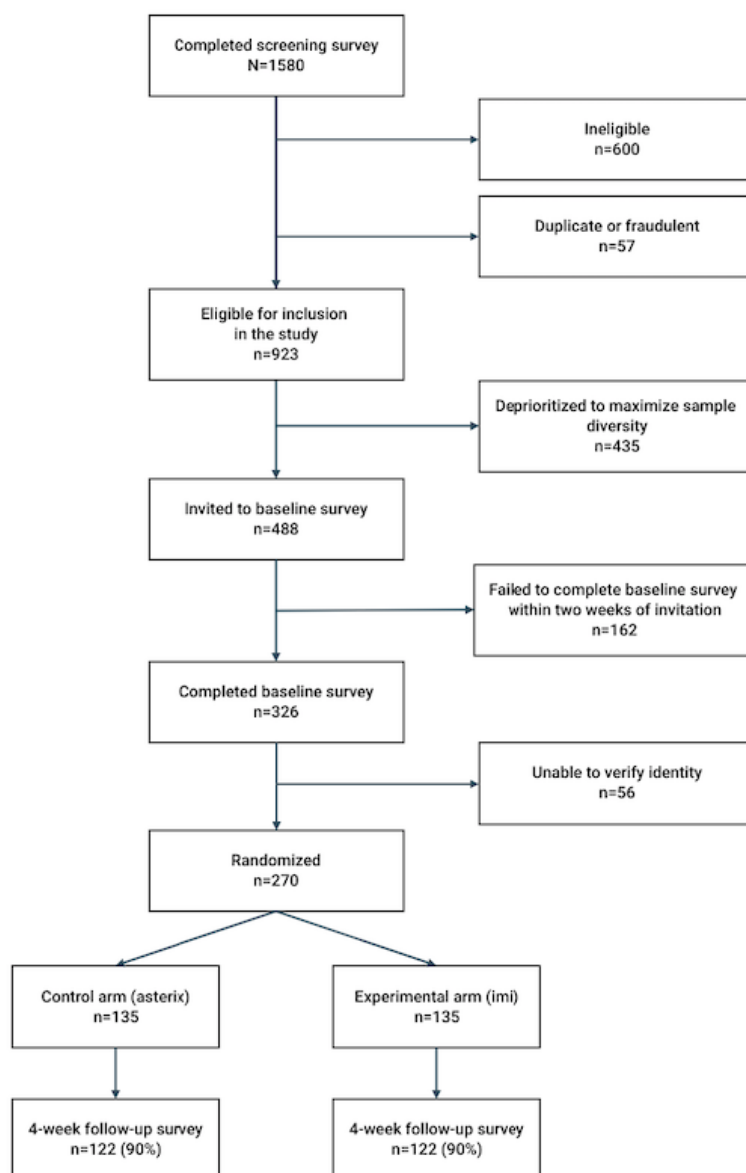 Completed screening survey
N=1580
Ineligible
n=600
Duplicate or fraudulent
n=57
Eligible for inclusion
in the study
n=923
Deprioritized to maximize sample
diversity
n=435
Invited to baseline survey
n=488
Failed to complete baseline survey
within two weeks of invitation
n=162
Completed baseline survey
n=326
Unable to verify identity
n=56
Randomized
n=270
Control arm (asterix)
n=135
Experimental arm (imi)
n=135
4-week follow-up survey
n=122 (90%)
4-week follow-up survey
n=122 (90%)